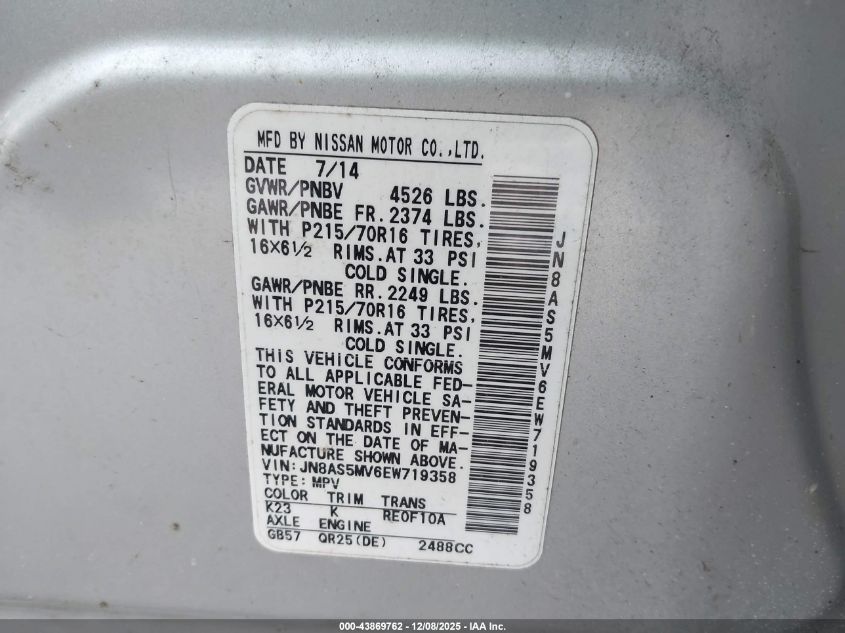 MFD BY NISSAN MOTOR CO.,LTD.
DATE 7/14
GVWR/PNBV 4526 LBS.
GAWR/PNBE FR. 2374 LBS.
WITH P215/70R16 TIRES,
16×6½ RIMS. AT 33 PSI
COLD SINGLE.
GAWR/PNBE RR. 2249 LBS.
WITH P215/70R16 TIRES,
16×6½ RIMS. AT 33 PSI
COLD SINGLE.
THIS VEHICLE CONFORMS
TO ALL APPLICABLE FED-
ERAL MOTOR VEHICLE SA-
FETY AND THEFT PREVEN-
TION STANDARDS IN EFF-
ECT ON THE DATE OF MA-
NUFACTURE SHOWN ABOVE.
VIN: JN8AS5MV6EW719358
TYPE: MPV
COLOR TRIM TRANS
K23 K RE0F10A
AXLE ENGINE
GB57 QR25(DE) 2488CC
JN8AS5MV6EW719358
000-43869762 - 12/08/2025 - IAA Inc.